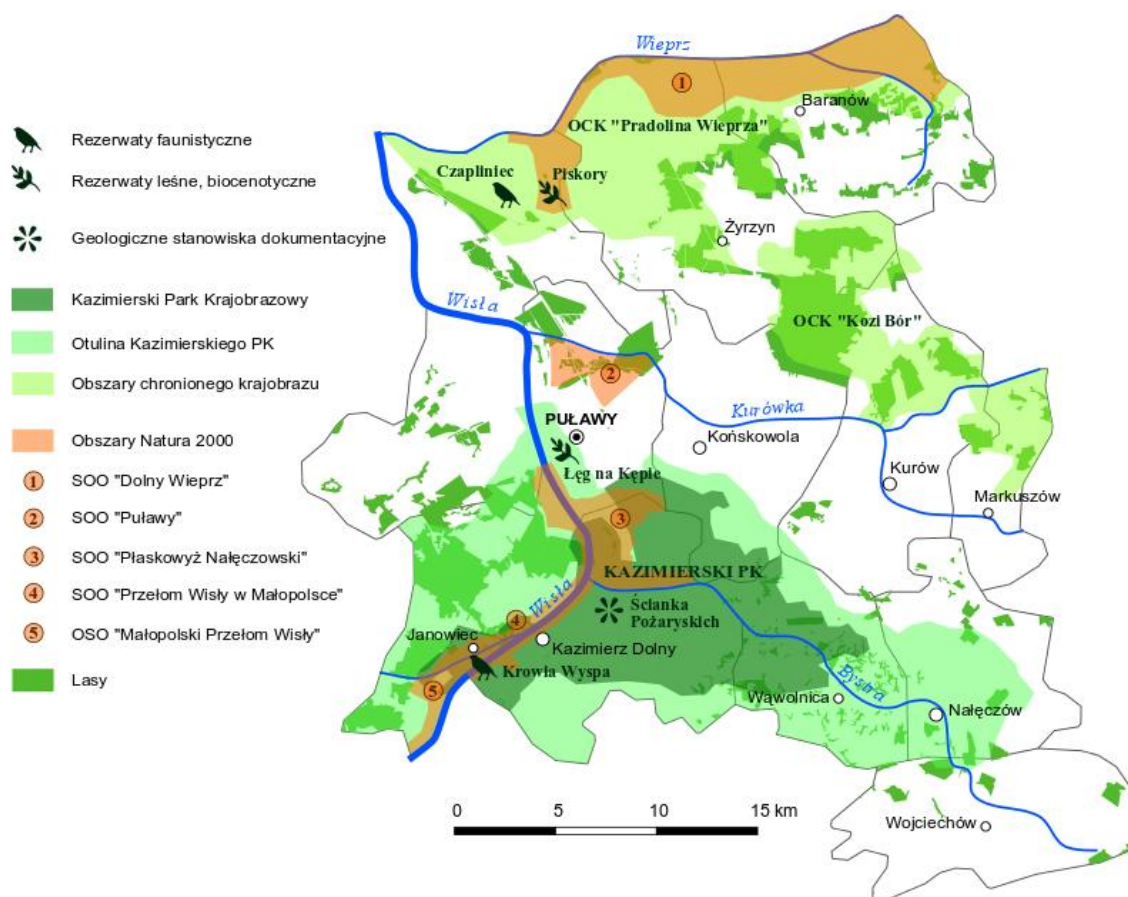 Rezerwaty faunistyczne
Rezerwaty leśne, biocenotyczne
Geologiczne stanowiska dokumentacyjne
Kazimierski Park Krajobrazowy
Otulina Kazimierskiego PK
Obszary chronionego krajobrazu
Obszary Natura 2000
1 SOO "Dolny Wieprz"
2 SOO "Puławy"
3 SOO "Płaskowyż Nałęczowski"
4 SOO "Przełom Wisły w Małopolsce"
5 OSO "Małopolski Przełom Wisły"
Lasy
Wieprz
1
Baranów
OCK "Pradolina Wieprza"
Czapliniec
Piskory
Żyrzyn
Wisła
OCK "Kozi Bór"
2
Kurówka
PUŁAWY
Końskowola
Łęg na Kępie
Kurów
Markuszów
3
KAZIMIERSKI PK
Wisła
Ścianka
Pożaryskich
4
Janowiec
Kazimierz Dolny
Krowia Wyspa
5
Bystra
Wąwolnica
Nałęczów
Wojciechów
0 5 10 15 km